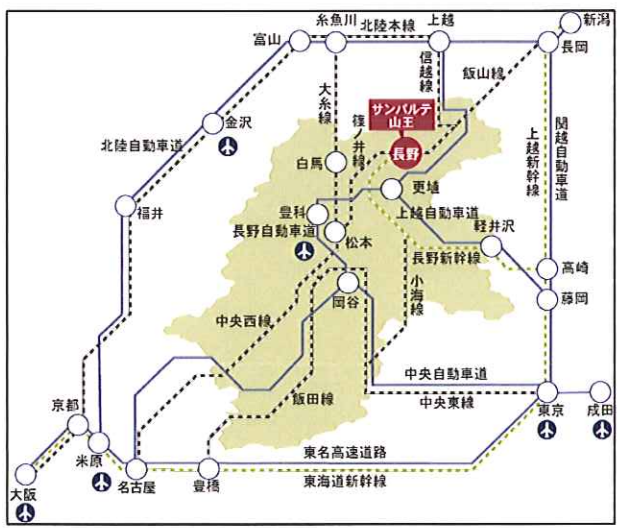 新潟
糸魚川
北陸本線
上越
富山
長岡
信越線
飯山線
大糸線
サンパルテ
山王
篠ノ井線
長野
金沢
北陸自動車道
白馬
上越新幹線
関越自動車道
更埴
福井
豊科
上越自動車道
軽井沢
長野自動車道
松本
長野新幹線
高崎
岡谷
小海線
藤岡
中央西線
中央自動車道
飯田線
中央東線
京都
東京
成田
米原
東名高速道路
大阪
名古屋
豊橋
東海道新幹線